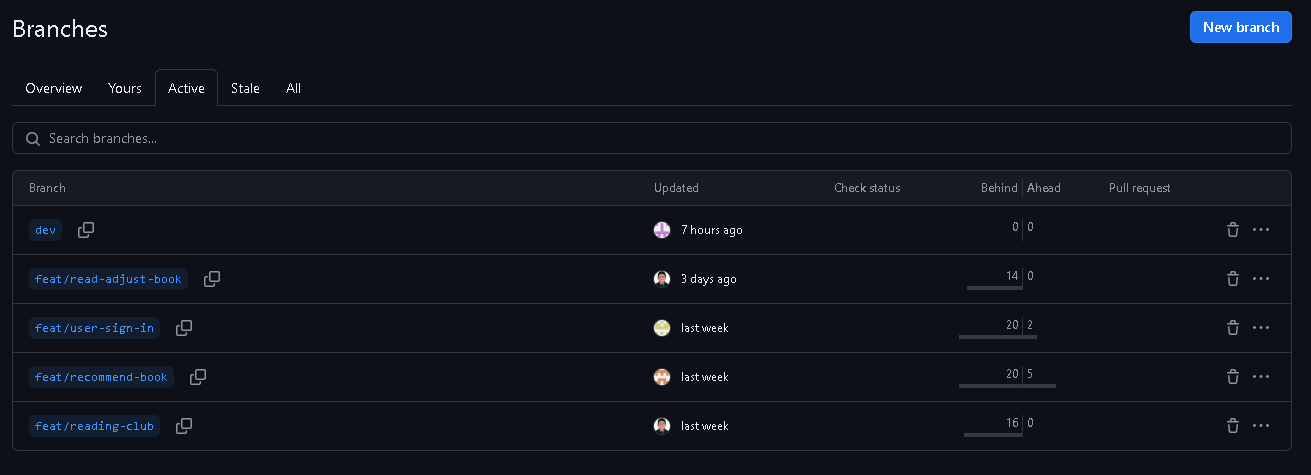 Branches
New branch
Overview Yours Active Stale All
Search branches...
Branch Updated Check status Behind Ahead Pull request
dev 7 hours ago 0 0
feat/read-adjust-book 3 days ago 14 0
feat/user-sign-in last week 20 2
feat/recommend-book last week 20 5
feat/reading-club last week 16 0